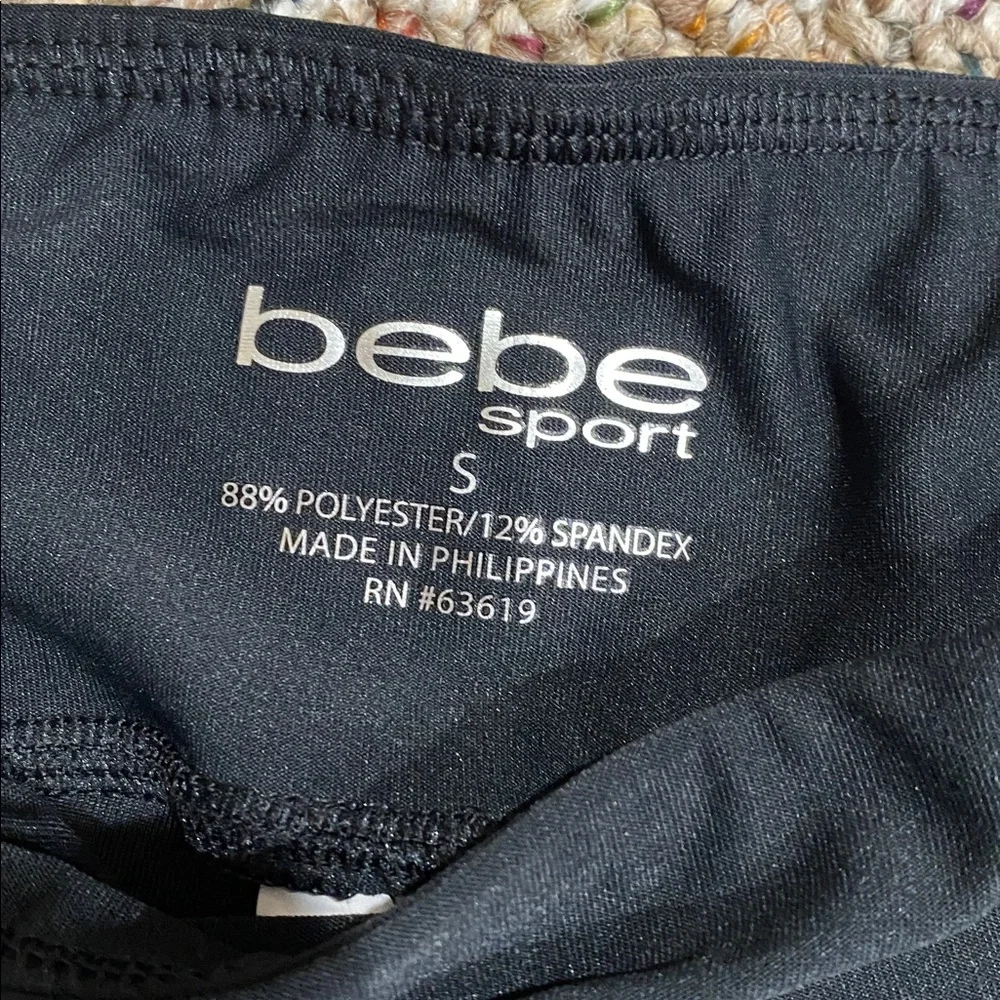 bebe
sport
S
88% POLYESTER/12% SPANDEX
MADE IN PHILIPPINES
RN #63619